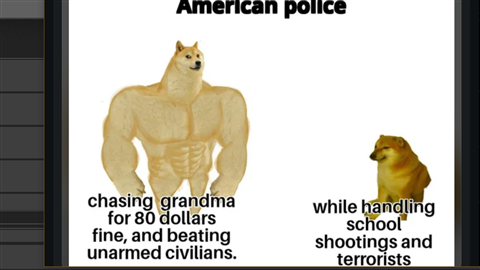 American police
chasing grandma
for 80 dollars
fine, and beating
unarmed civilians.
while handling
school
shootings and
terrorists